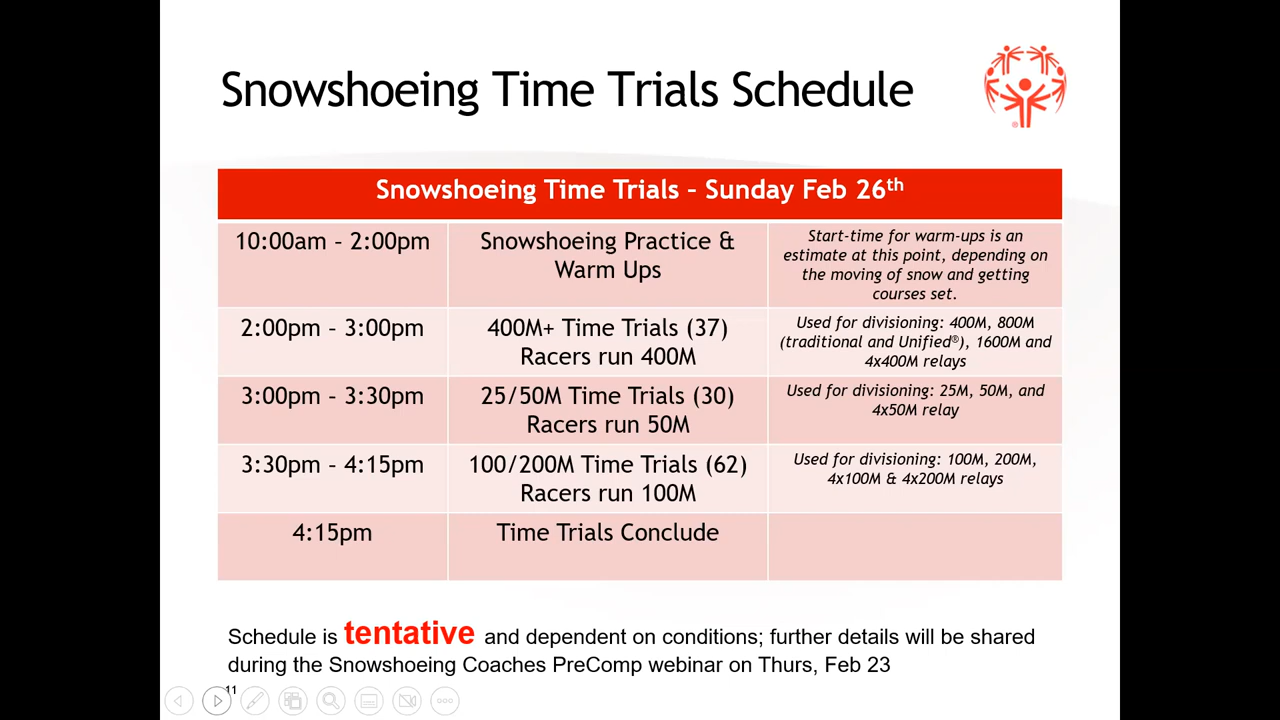 Snowshoeing Time Trials Schedule
Snowshoeing Time Trials – Sunday Feb 26th
10:00am – 2:00pm
Snowshoeing Practice &
Warm Ups
Start-time for warm-ups is an
estimate at this point, depending on
the moving of snow and getting
courses set.
2:00pm – 3:00pm
400M+ Time Trials (37)
Racers run 400M
Used for divisioning: 400M, 800M
(traditional and Unified®), 1600M and
4x400M relays
3:00pm – 3:30pm
25/50M Time Trials (30)
Racers run 50M
Used for divisioning: 25M, 50M, and
4x50M relay
3:30pm – 4:15pm
100/200M Time Trials (62)
Racers run 100M
Used for divisioning: 100M, 200M,
4x100M & 4x200M relays
4:15pm
Time Trials Conclude
Schedule is tentative and dependent on conditions; further details will be shared
during the Snowshoeing Coaches PreComp webinar on Thurs, Feb 23
11